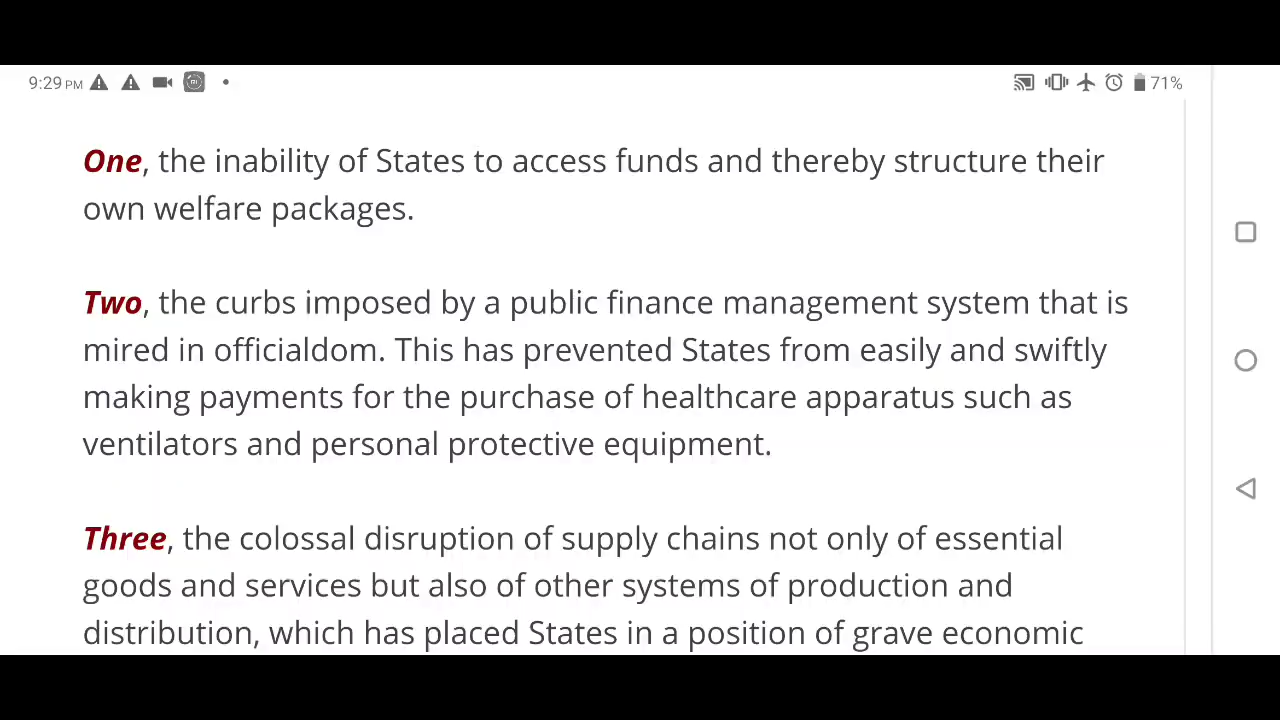 9:29 PM
71%
One, the inability of States to access funds and thereby structure their
own welfare packages.
Two, the curbs imposed by a public finance management system that is
mired in officialdom. This has prevented States from easily and swiftly
making payments for the purchase of healthcare apparatus such as
ventilators and personal protective equipment.
Three, the colossal disruption of supply chains not only of essential
goods and services but also of other systems of production and
distribution, which has placed States in a position of grave economic